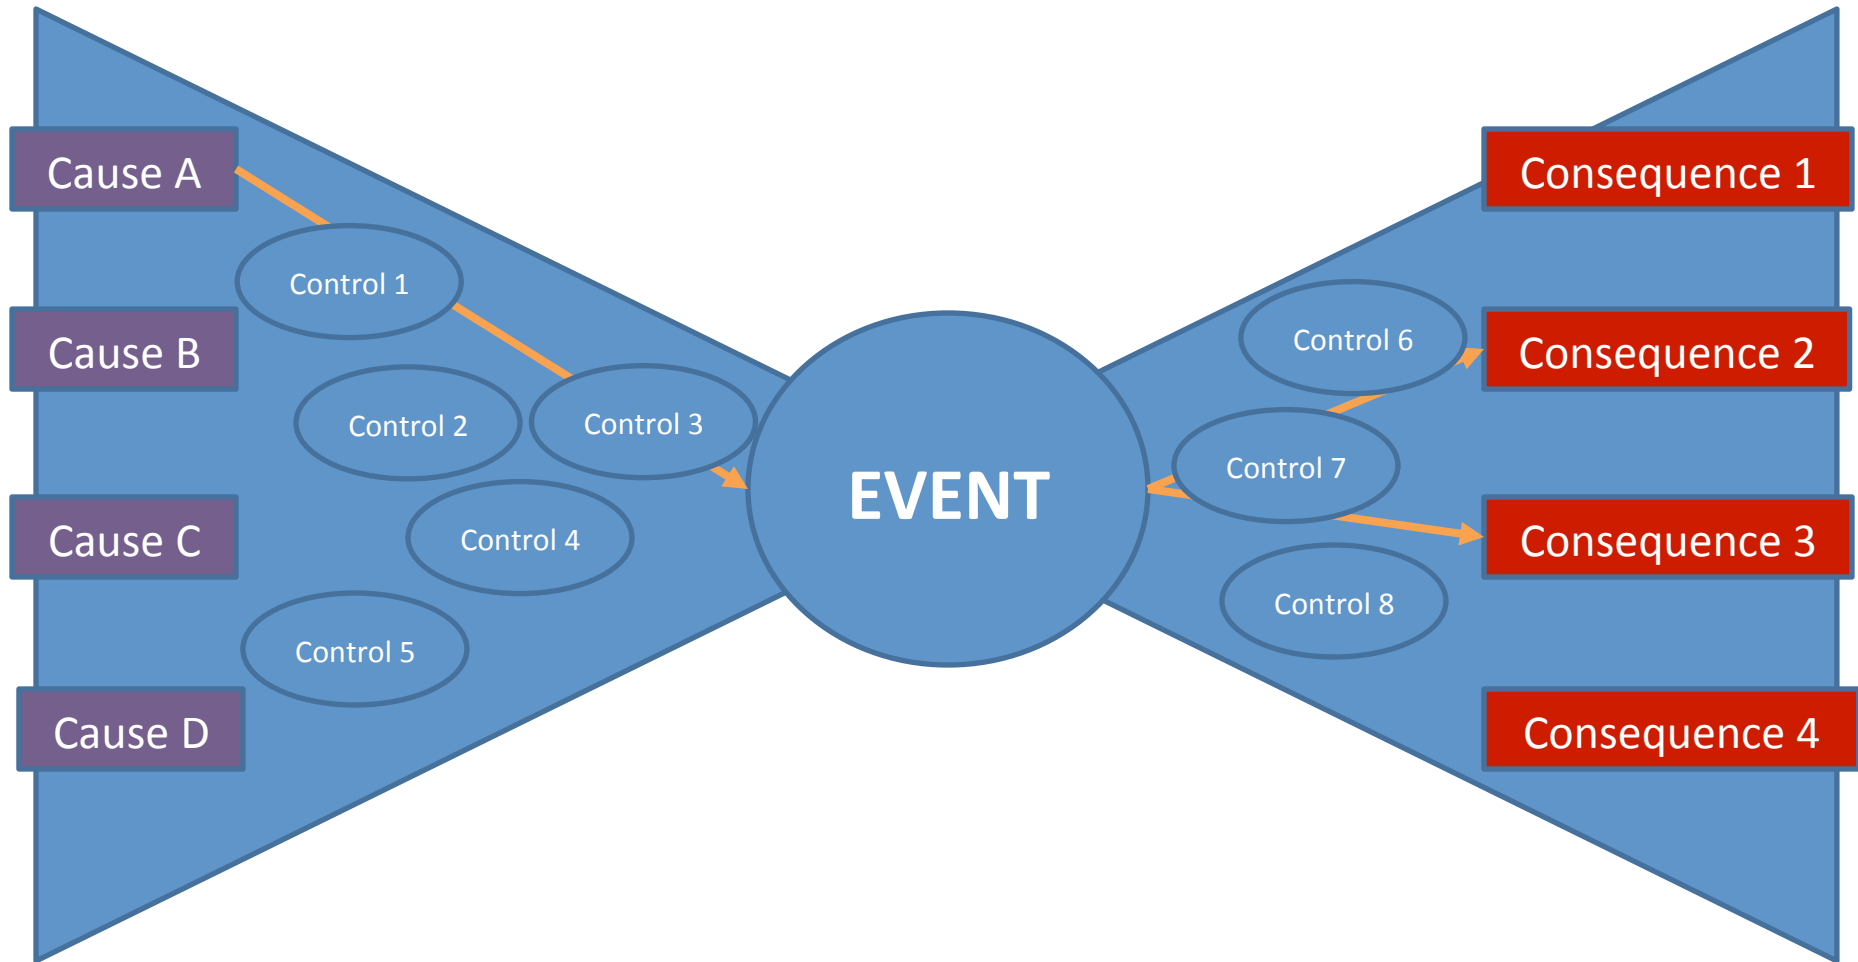 Cause A
Control 1
Cause B
Control 2
Control 3
Cause C
Control 4
Control 5
Cause D
EVENT
Consequence 1
Control 6
Consequence 2
Control 7
Consequence 3
Control 8
Consequence 4